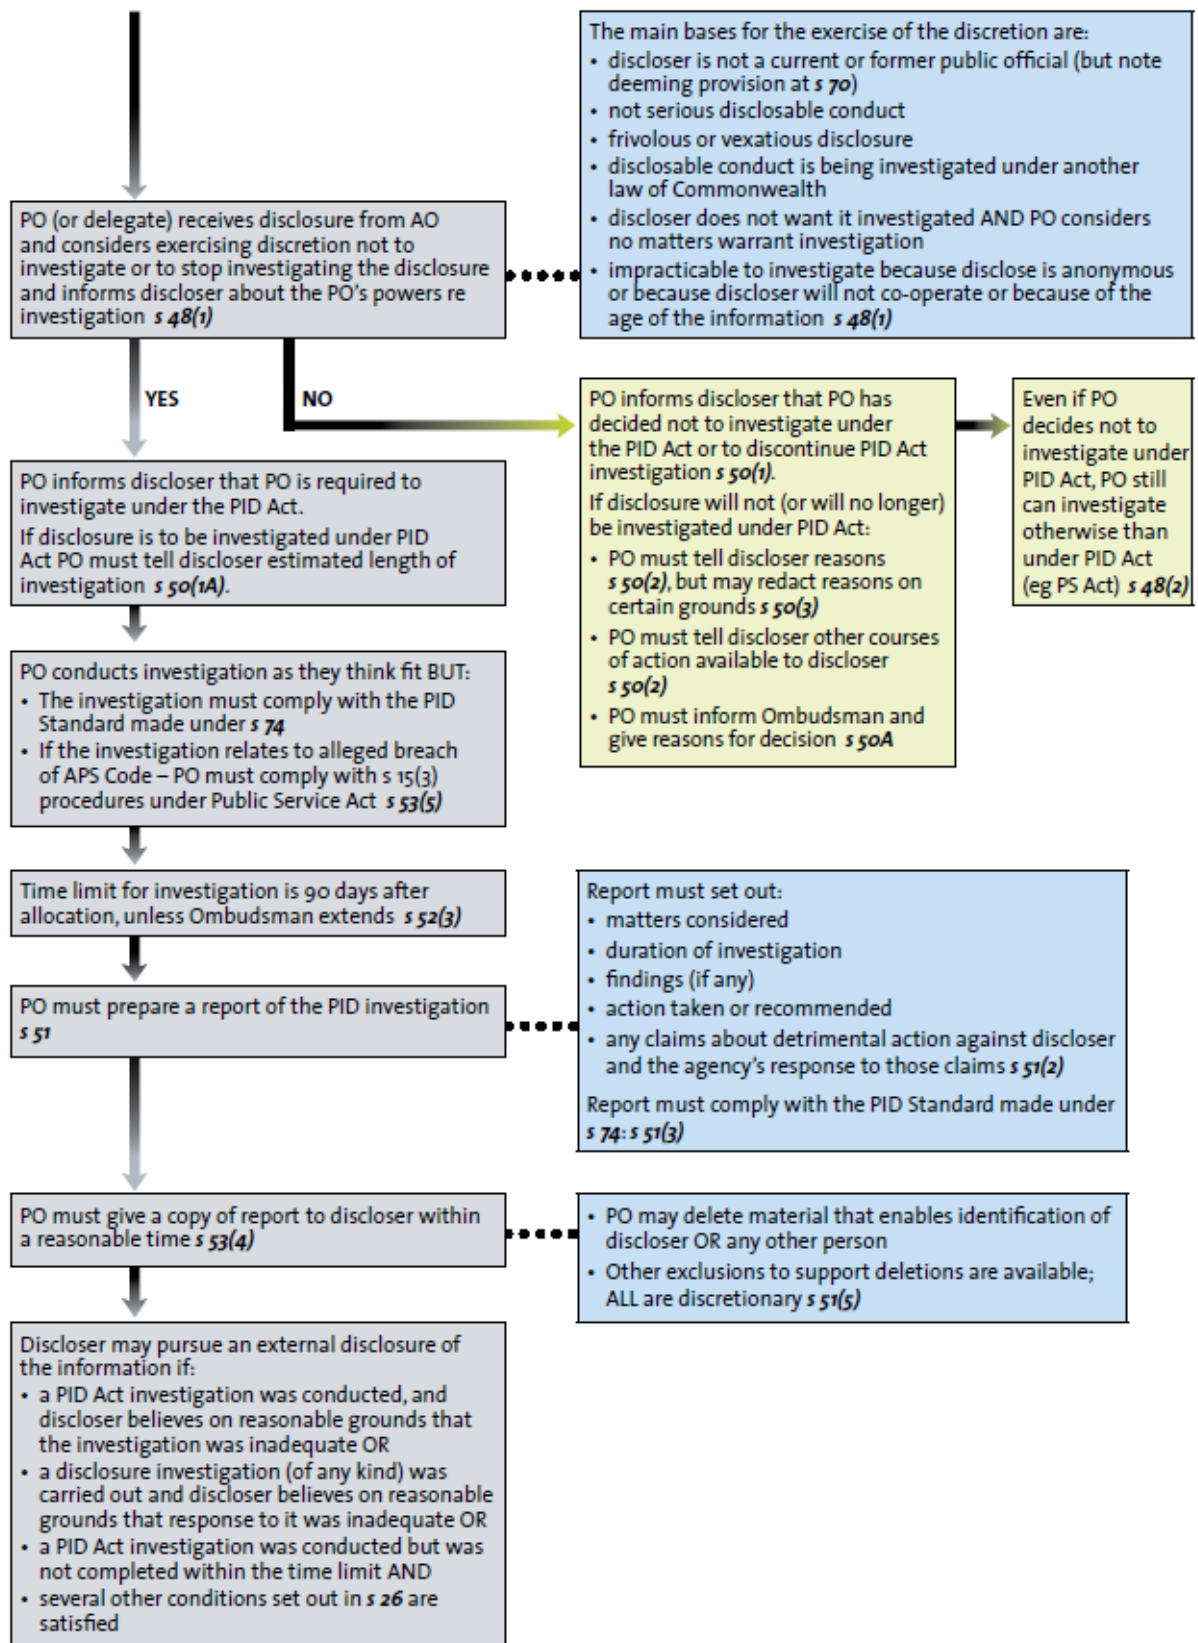 The main bases for the exercise of the discretion are:
• discloser is not a current or former public official (but note
deeming provision at s 70)
• not serious disclosable conduct
• frivolous or vexatious disclosure
• disclosable conduct is being investigated under another
law of Commonwealth
• discloser does not want it investigated AND PO considers
no matters warrant investigation
• impracticable to investigate because disclose is anonymous
or because discloser will not co-operate or because of the
age of the information s 48(1)
PO (or delegate) receives disclosure from AO
and considers exercising discretion not to
investigate or to stop investigating the disclosure
and informs discloser about the PO's powers re
investigation s 48(1)
YES
NO
PO informs discloser that PO has
decided not to investigate under
the PID Act or to discontinue PID Act
investigation s 50(1).
If disclosure will not (or will no longer)
be investigated under PID Act:
• PO must tell discloser reasons
s 50(2), but may redact reasons on
certain grounds s 50(3)
• PO must tell discloser other courses
of action available to discloser
s 50(2)
• PO must inform Ombudsman and
give reasons for decision s 50A
Even if PO
decides not to
investigate under
PID Act, PO still
can investigate
otherwise than
under PID Act
(eg PS Act) s 48(2)
PO informs discloser that PO is required to
investigate under the PID Act.
If disclosure is to be investigated under PID
Act PO must tell discloser estimated length of
investigation s 50(1A).
PO conducts investigation as they think fit BUT:
• The investigation must comply with the PID
Standard made under s 74
• If the investigation relates to alleged breach
of APS Code – PO must comply with s 15(3)
procedures under Public Service Act s 53(5)
Time limit for investigation is 90 days after
allocation, unless Ombudsman extends s 52(3)
PO must prepare a report of the PID investigation
s 51
Report must set out:
• matters considered
• duration of investigation
• findings (if any)
• action taken or recommended
• any claims about detrimental action against discloser
and the agency's response to those claims s 51(2)
Report must comply with the PID Standard made under
s 74: s 51(3)
PO must give a copy of report to discloser within
a reasonable time s 53(4)
• PO may delete material that enables identification of
discloser OR any other person
• Other exclusions to support deletions are available;
ALL are discretionary s 51(5)
Discloser may pursue an external disclosure of
the information if:
• a PID Act investigation was conducted, and
discloser believes on reasonable grounds that
the investigation was inadequate OR
• a disclosure investigation (of any kind) was
carried out and discloser believes on reasonable
grounds that response to it was inadequate OR
• a PID Act investigation was conducted but was
not completed within the time limit AND
• several other conditions set out in s 26 are
satisfied